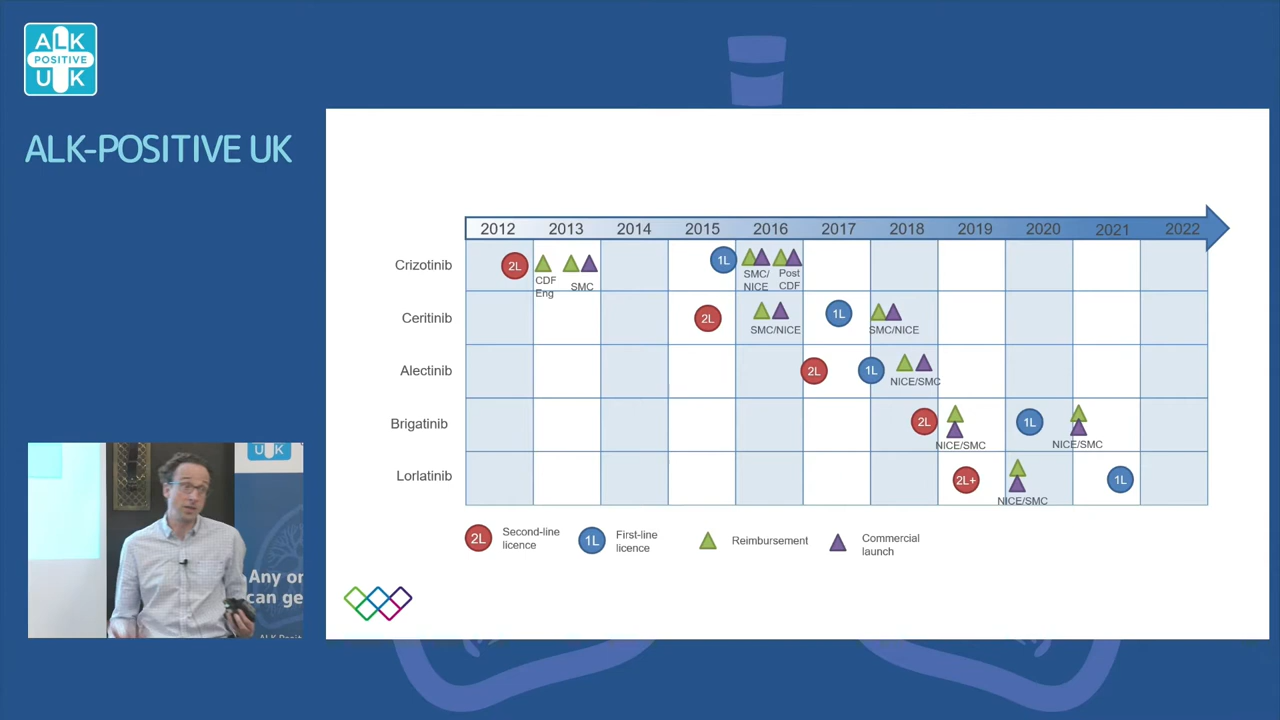 ALK
POSITIVE
UK
ALK-POSITIVE UK
2012 2013 2014 2015 2016 2017 2018 2019 2020 2021 2022
Crizotinib
2L
CDF
Eng
SMC
1L
SMC/
NICE
Post
CDF
Ceritinib
2L
SMC/NICE
1L
SMC/NICE
Alectinib
2L
1L
NICE/SMC
Brigatinib
2L
NICE/SMC
1L
NICE/SMC
Lorlatinib
2L+
NICE/SMC
1L
2L Second-line
licence
1L First-line
licence
Reimbursement
Commercial
launch
UK
Any
can ge